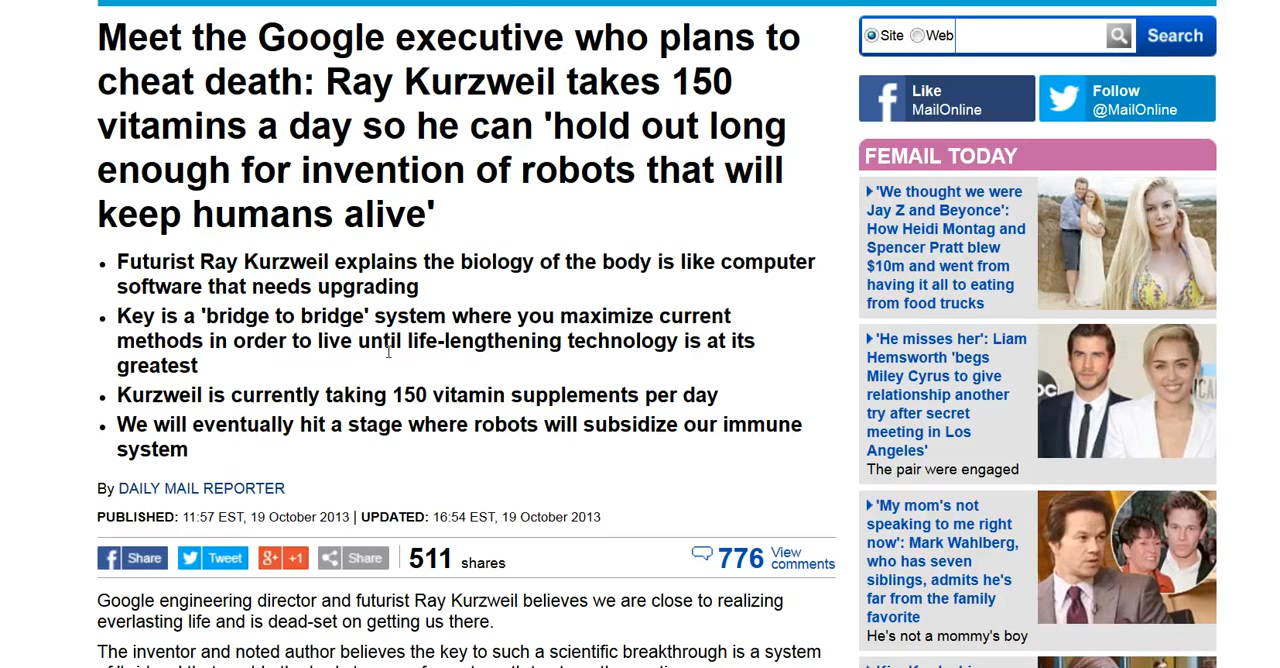 Meet the Google executive who plans to
cheat death: Ray Kurzweil takes 150
vitamins a day so he can 'hold out long
enough for invention of robots that will
keep humans alive'
• Futurist Ray Kurzweil explains the biology of the body is like computer
software that needs upgrading
• Key is a 'bridge to bridge' system where you maximize current
methods in order to live until life-lengthening technology is at its
greatest
• Kurzweil is currently taking 150 vitamin supplements per day
• We will eventually hit a stage where robots will subsidize our immune
system
By DAILY MAIL REPORTER
PUBLISHED: 11:57 EST, 19 October 2013 | UPDATED: 16:54 EST, 19 October 2013
f Share Tweet g+ +1 Share 511 shares 776 View
comments
Google engineering director and futurist Ray Kurzweil believes we are close to realizing
everlasting life and is dead-set on getting us there.
The inventor and noted author believes the key to such a scientific breakthrough is a system
Site Web Search
f Like
MailOnline
Follow
@MailOnline
FEMAIL TODAY
'We thought we were
Jay Z and Beyonce':
How Heidi Montag and
Spencer Pratt blew
$10m and went from
having it all to eating
from food trucks
'He misses her': Liam
Hemsworth 'begs
Miley Cyrus to give
relationship another
try after secret
meeting in Los
Angeles'
The pair were engaged
'My mom's not
speaking to me right
now': Mark Wahlberg,
who has seven
siblings, admits he's
far from the family
favorite
He's not a mommy's boy